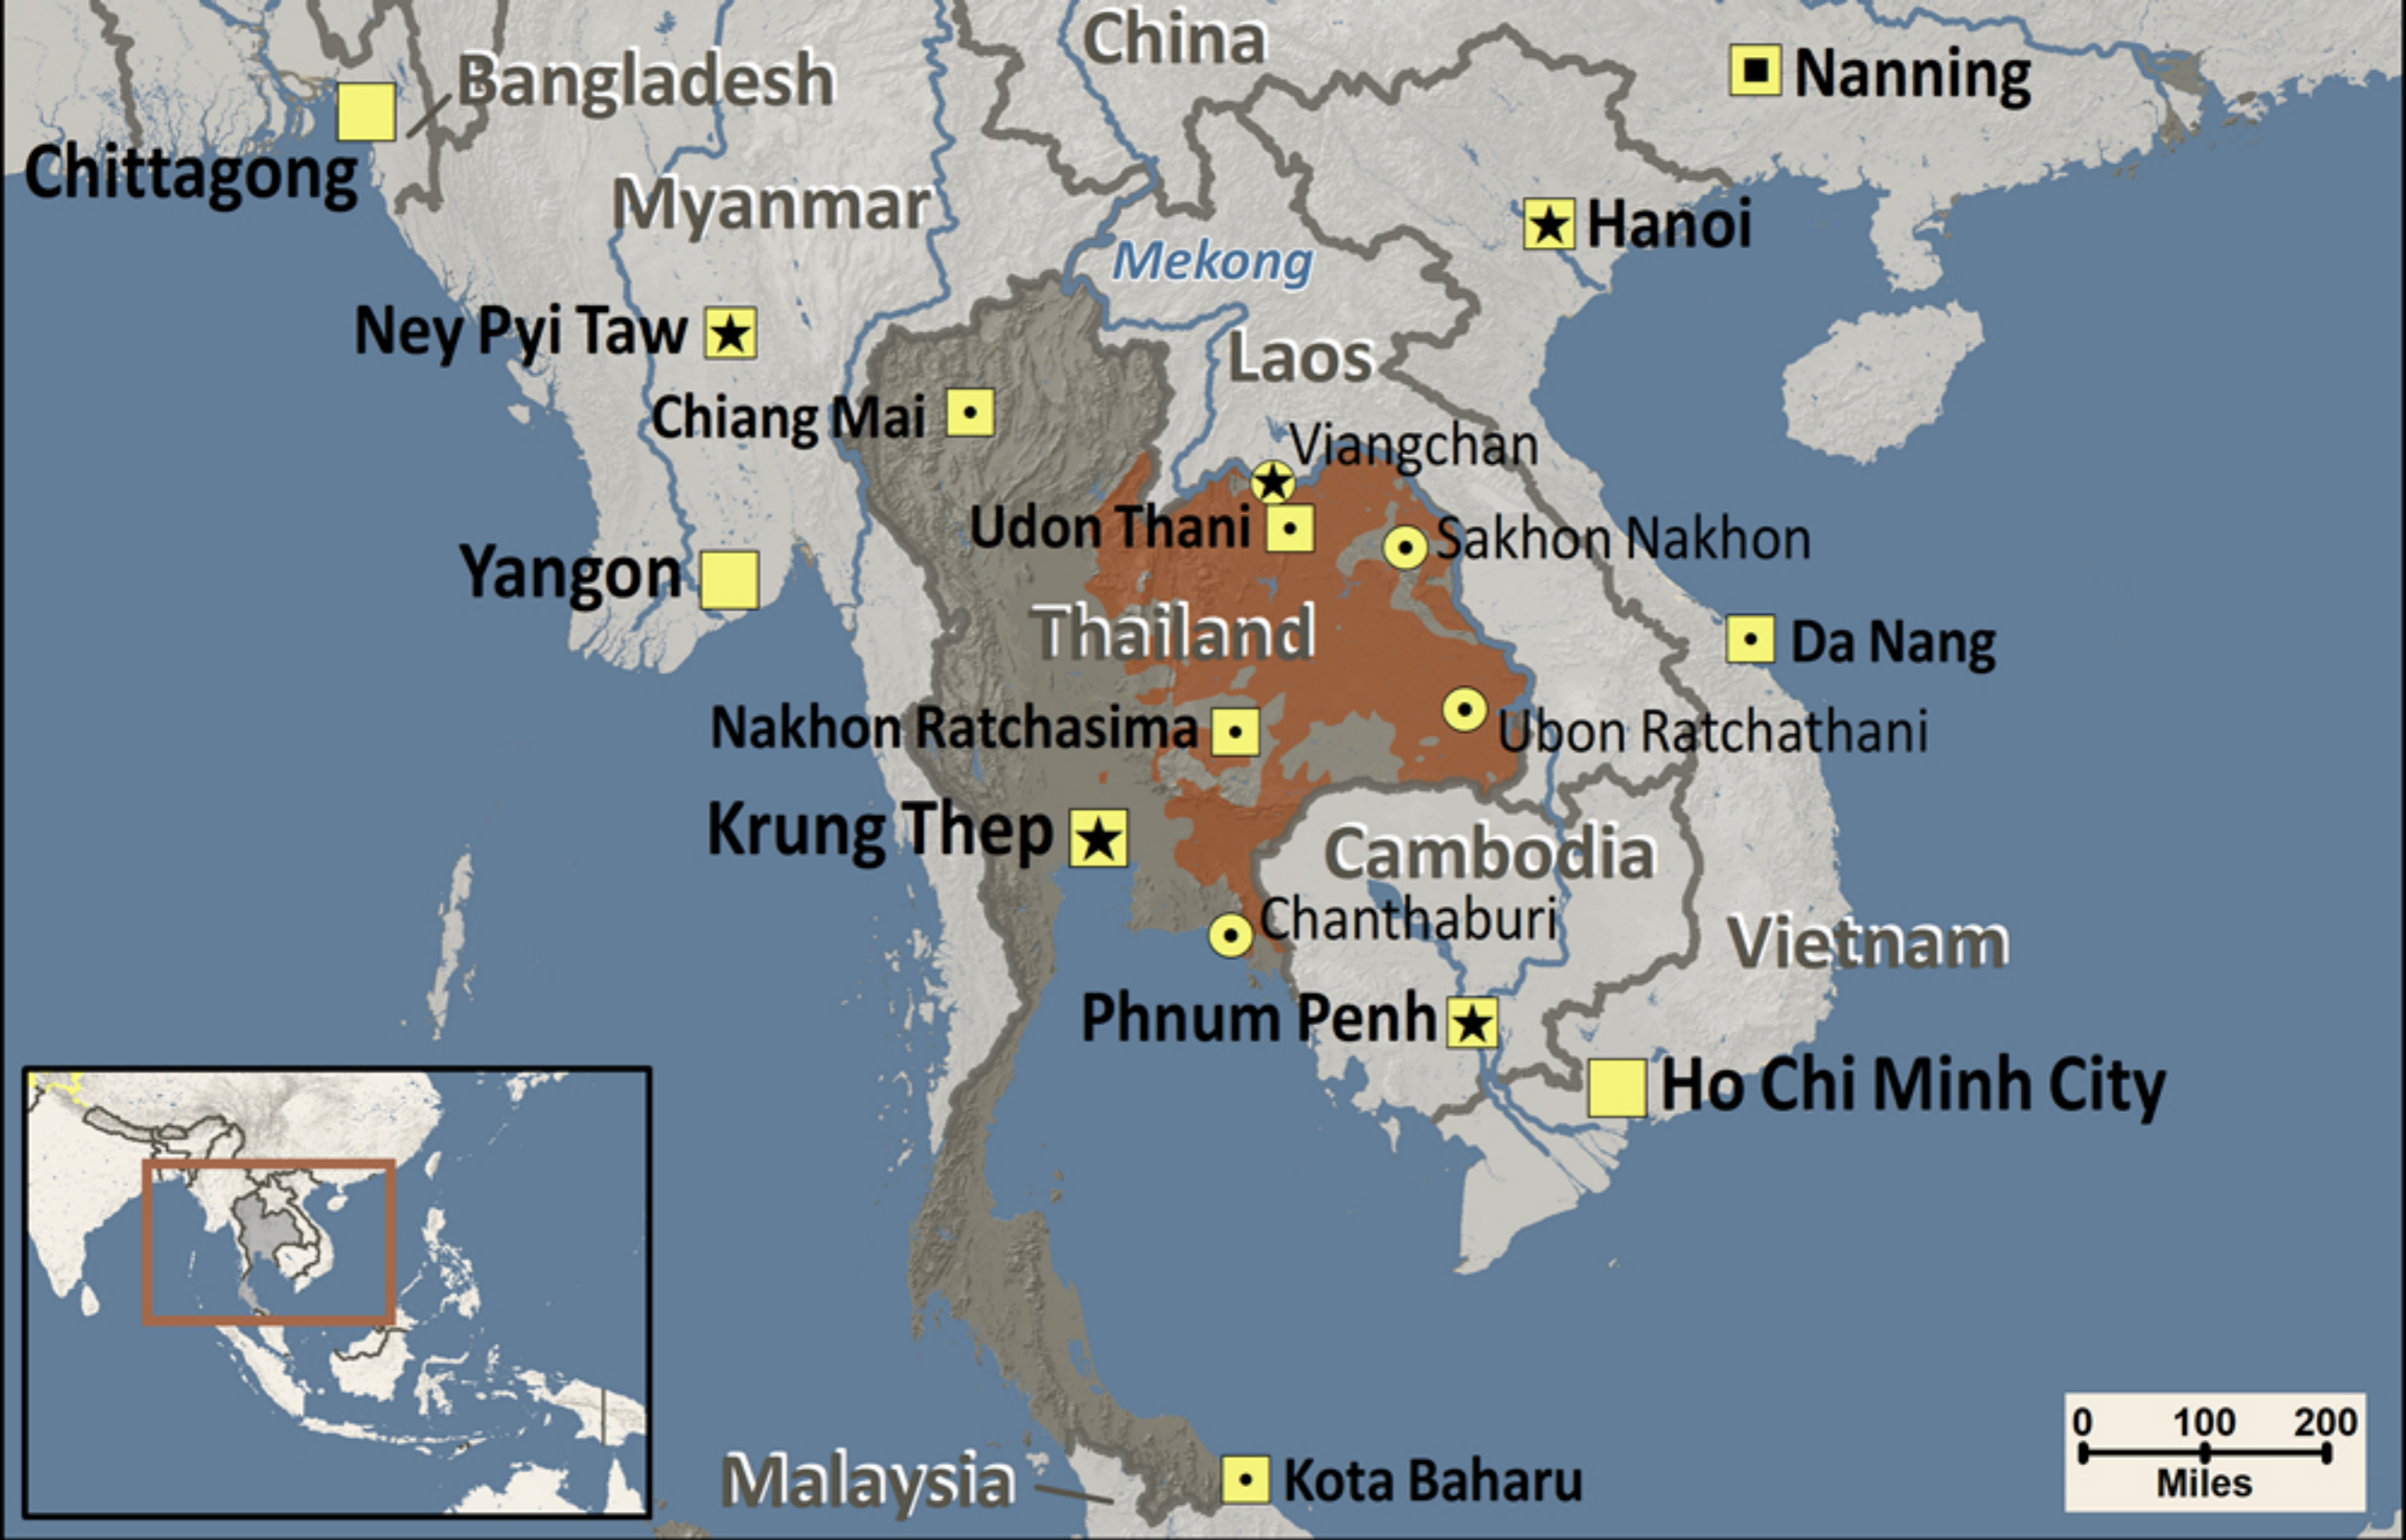 China
Nanning
Bangladesh
Chittagong
Myanmar
Hanoi
Mekong
Ney Pyi Taw
Laos
Chiang Mai
Viangchan
Udon Thani
Sakhon Nakhon
Yangon
Thailand
Da Nang
Nakhon Ratchasima
Ubon Ratchathani
Krung Thep
Cambodia
Chanthaburi
Vietnam
Phnum Penh
Ho Chi Minh City
0 100 200
Miles
Malaysia
Kota Baharu